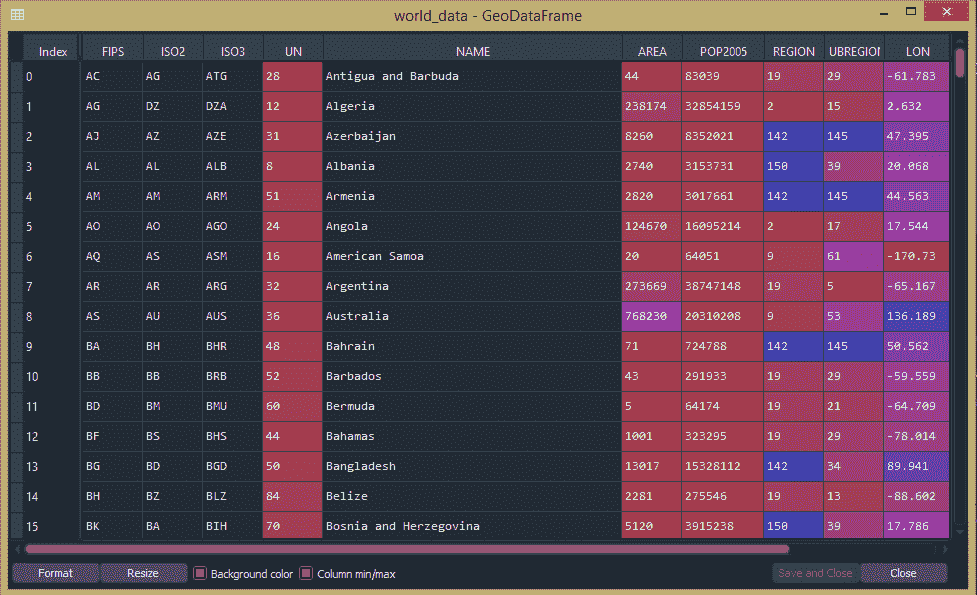 world_data - GeoDataFrame
Index FIPS ISO2 ISO3 UN NAME AREA POP2005 REGION UBREGION LON
0 AC AG ATG 28 Antigua and Barbuda 44 83039 19 29 -61.783
1 AG DZ DZA 12 Algeria 238174 32854159 2 15 2.632
2 AJ AZ AZE 31 Azerbaijan 8260 8352021 142 145 47.395
3 AL AL ALB 8 Albania 2740 3153731 150 39 20.068
4 AM AM ARM 51 Armenia 2820 3017661 142 145 44.563
5 AO AO AGO 24 Angola 124670 16095214 2 17 17.544
6 AQ AS ASM 16 American Samoa 20 64051 9 61 -170.73
7 AR AR ARG 32 Argentina 273669 38747148 19 5 -65.167
8 AS AU AUS 36 Australia 768230 20310208 9 53 136.189
9 BA BH BHR 48 Bahrain 71 724788 142 145 50.562
10 BB BB BRB 52 Barbados 43 291933 19 29 -59.559
11 BD BM BMU 60 Bermuda 5 64174 19 21 -64.709
12 BF BS BHS 44 Bahamas 1001 323295 19 29 -78.014
13 BG BD BGD 50 Bangladesh 13017 15328112 142 34 89.941
14 BH BZ BLZ 84 Belize 2281 275546 19 13 -88.602
15 BK BA BIH 70 Bosnia and Herzegovina 5120 3915238 150 39 17.786
Format Resize Background color Column min/max Save and Close Close